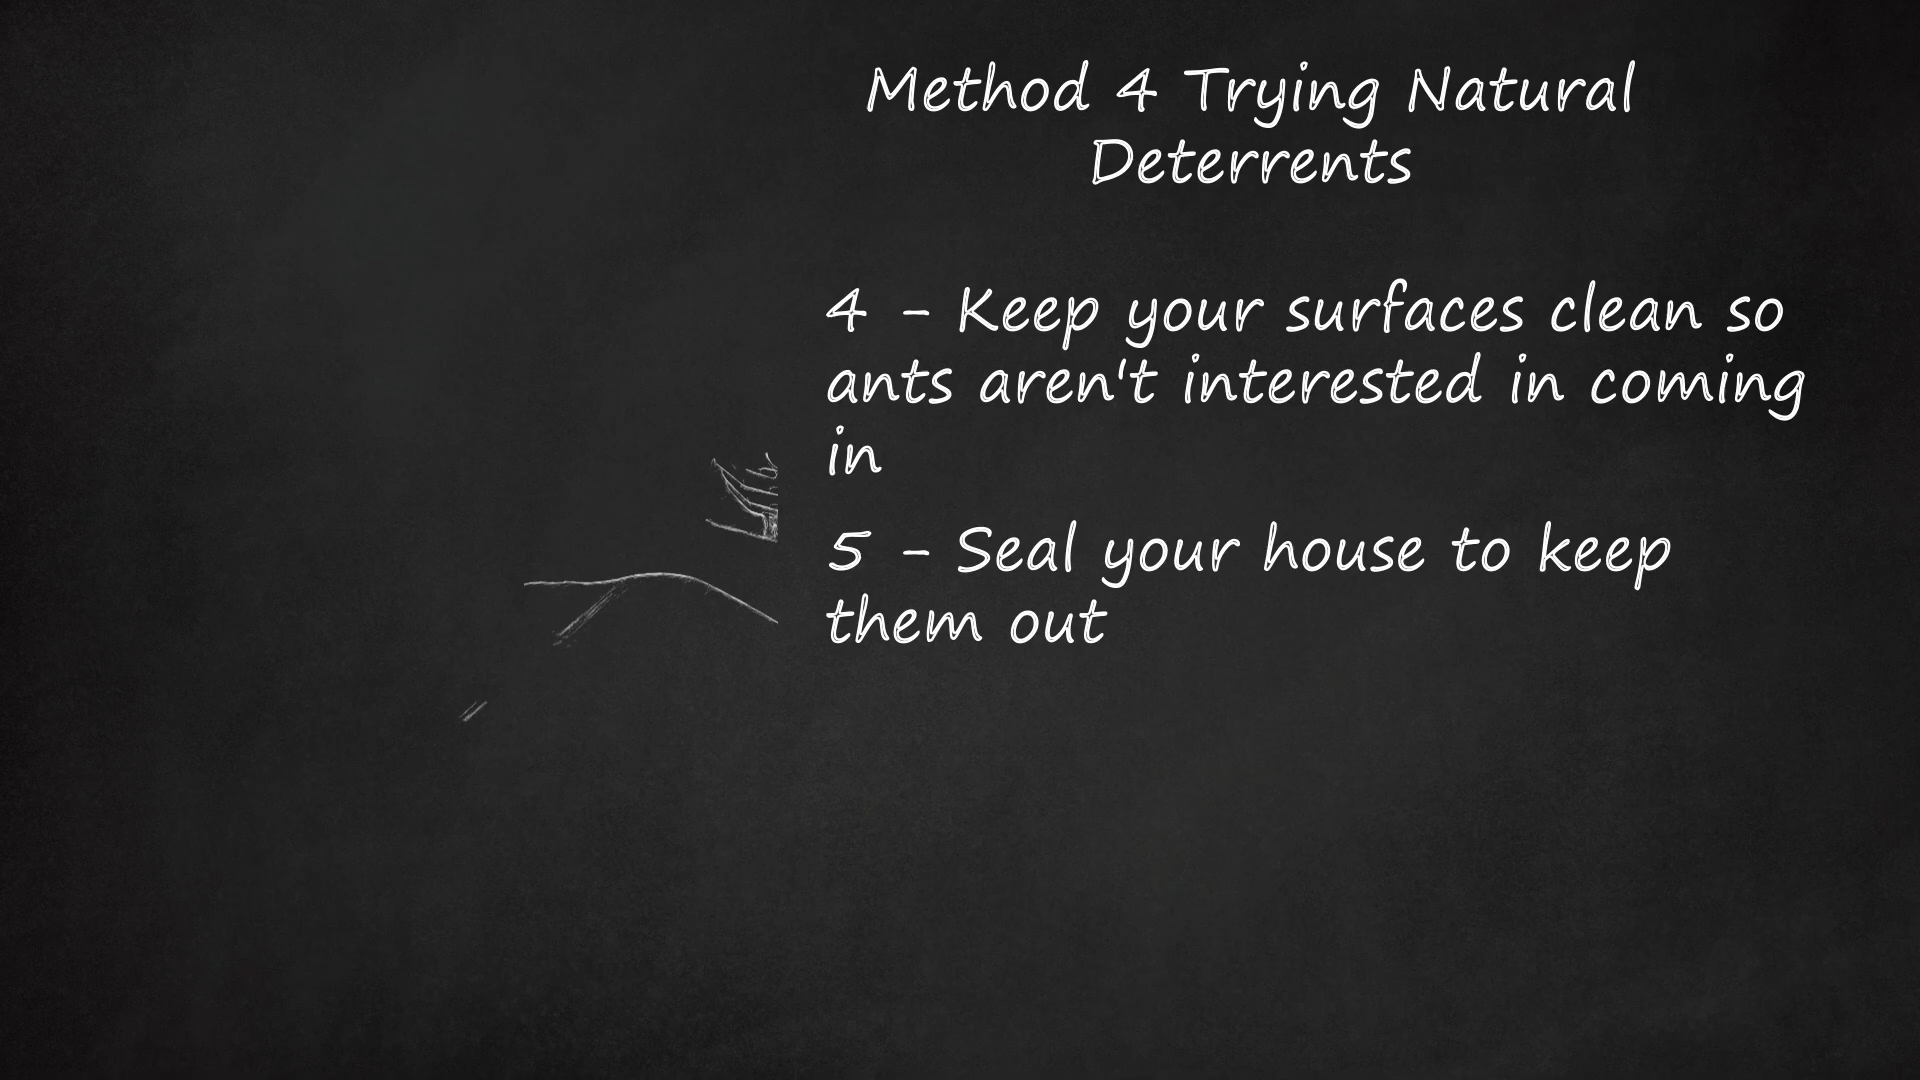 Method 4 Trying Natural
Deterrents
4 - Keep your surfaces clean so
ants aren't interested in coming
in
5 - Seal your house to keep
them out